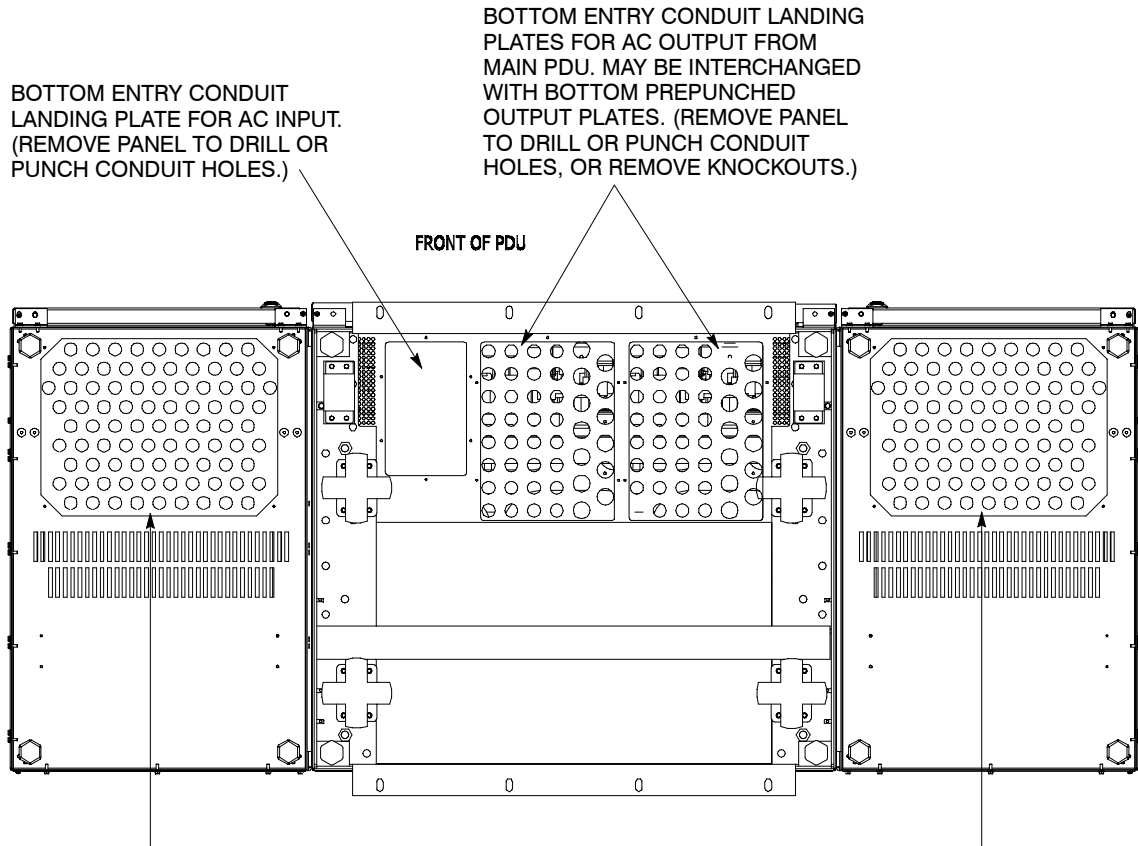 BOTTOM ENTRY CONDUIT LANDING
PLATES FOR AC OUTPUT FROM
MAIN PDU. MAY BE INTERCHANGED
WITH BOTTOM PREPUNCHED
OUTPUT PLATES. (REMOVE PANEL
TO DRILL OR PUNCH CONDUIT
HOLES, OR REMOVE KNOCKOUTS.)
BOTTOM ENTRY CONDUIT
LANDING PLATE FOR AC INPUT.
(REMOVE PANEL TO DRILL OR
PUNCH CONDUIT HOLES.)
FRONT OF PDU